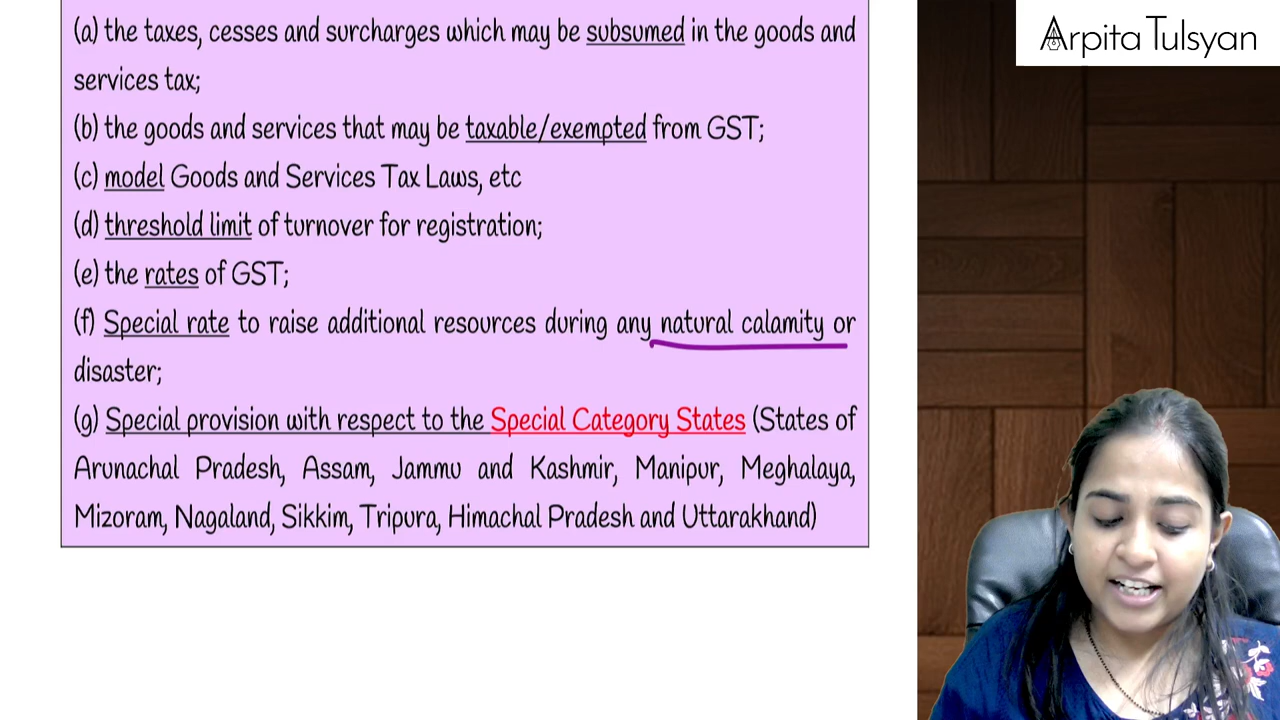 (a) the taxes, cesses and surcharges which may be subsumed in the goods and
services tax;
(b) the goods and services that may be taxable/exempted from GST;
(c) model Goods and Services Tax Laws, etc
(d) threshold limit of turnover for registration;
(e) the rates of GST;
(f) Special rate to raise additional resources during any natural calamity or
disaster;
(g) Special provision with respect to the Special Category States (States of
Arunachal Pradesh, Assam, Jammu and Kashmir, Manipur, Meghalaya,
Mizoram, Nagaland, Sikkim, Tripura, Himachal Pradesh and Uttarakhand)
Arpita Tulsyan